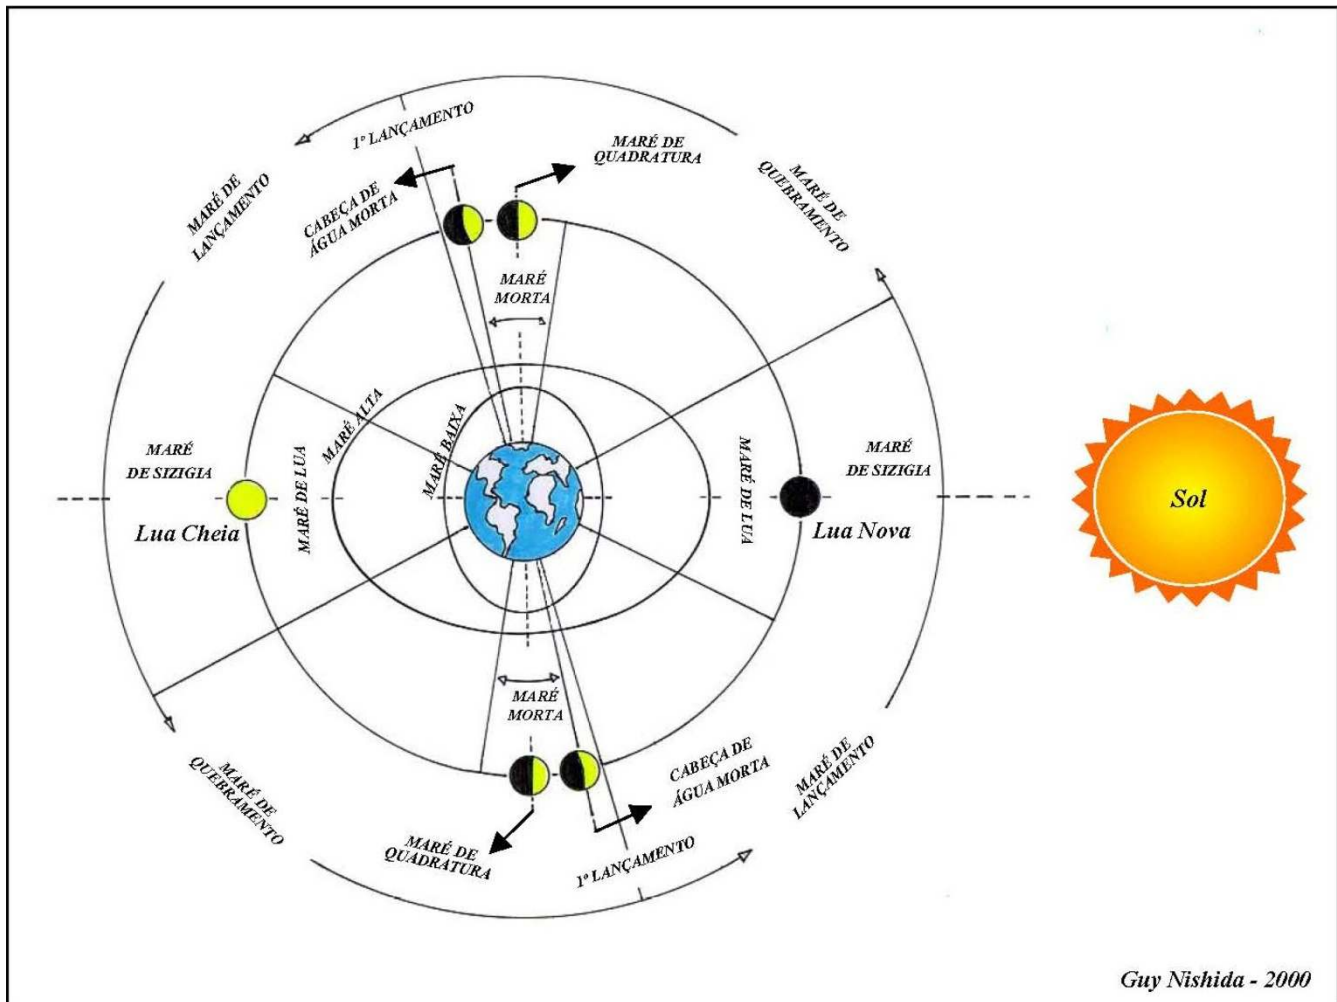 1º LANÇAMENTO
MARÉ DE
QUADRATURA
MARÉ DE
QUEBRAMENTO
MARÉ DE
LANÇAMENTO
CABEÇA DE
ÁGUA MORTA
MARÉ
MORTA
MARÉ ALTA
MARÉ BAIXA
MARÉ
DE SIZIGIA
Lua Cheia
MARÉ DE LUA
MARÉ DE LUA
MARÉ
DE SIZIGIA
Lua Nova
Sol
MARÉ
MORTA
CABEÇA DE
ÁGUA MORTA
MARÉ DE
LANÇAMENTO
MARÉ DE
QUEBRAMENTO
MARÉ DE
QUADRATURA
1º LANÇAMENTO
Guy Nishida - 2000